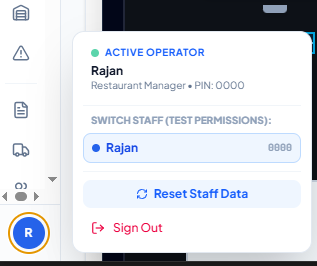 ACTIVE OPERATOR
Rajan
Restaurant Manager • PIN: 0000
SWITCH STAFF (TEST PERMISSIONS):
Rajan 0000
Reset Staff Data
R
Sign Out